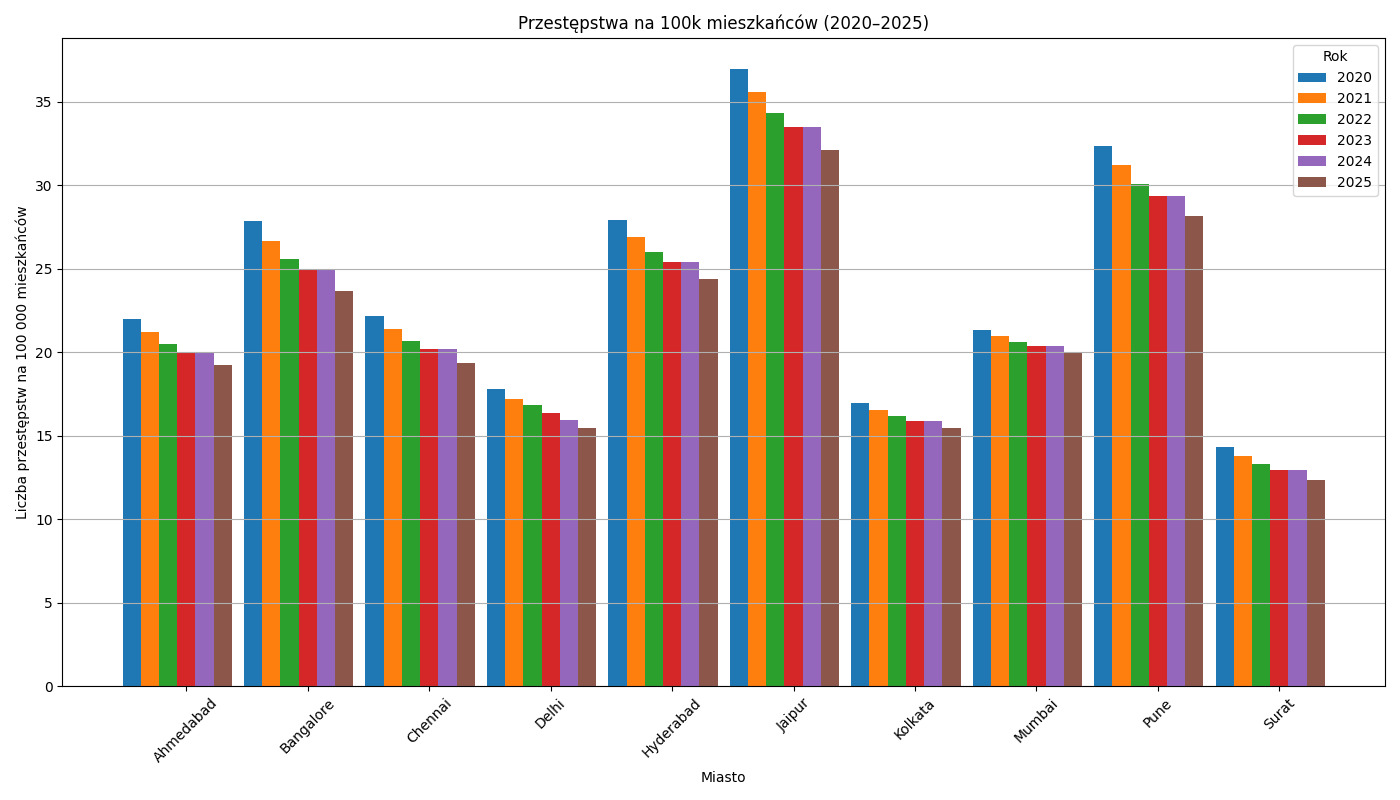 Przestępstwa na 100k mieszkańców (2020–2025)
Rok
2020
2021
2022
2023
2024
2025
Liczba przestępstw na 100 000 mieszkańców
35
30
25
20
15
10
5
0
Ahmedabad
Bangalore
Chennai
Delhi
Hyderabad
Jaipur
Kolkata
Mumbai
Pune
Surat
Miasto